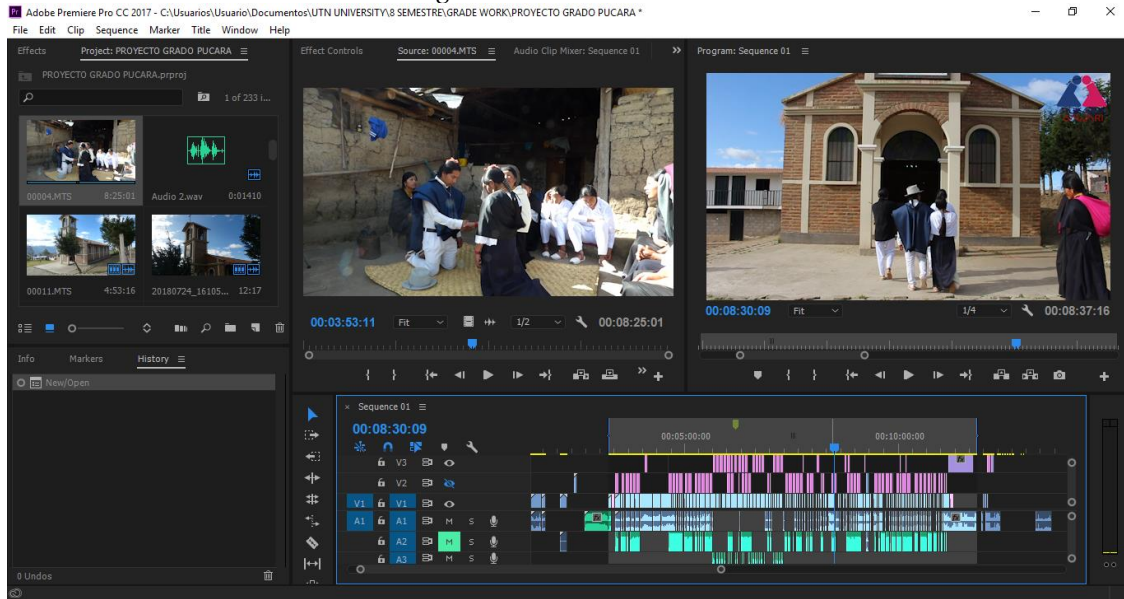 Adobe Premiere Pro CC 2017 - C:\Usuarios\Usuario\Documentos\UTN UNIVERSITY\8 SEMESTRE\GRADE WORK\PROYECTO GRADO PUCARA *
File Edit Clip Sequence Marker Title Window Help
Effects Project: PROYECTO GRADO PUCARA
PROYECTO GRADO PUCARA.prproj
1 of 233 i...
00004.MTS 8:25:01
Audio 2.wav 0:01410
00011.MTS 4:53:16
20180724_16105... 12:17
Info Markers History
New/Open
0 Undos
Effect Controls Source: 00004.MTS Audio Clip Mixer: Sequence 01
00:03:53:11 Fit 1/2 00:08:25:01
Program: Sequence 01
00:08:30:09 Fit 1/4 00:08:37:16
× Sequence 01
00:08:30:09
00:05:00:00 00:10:00:00
V3
V2
V1 V1
A1 A1 M S
A2 M S
A3 M S